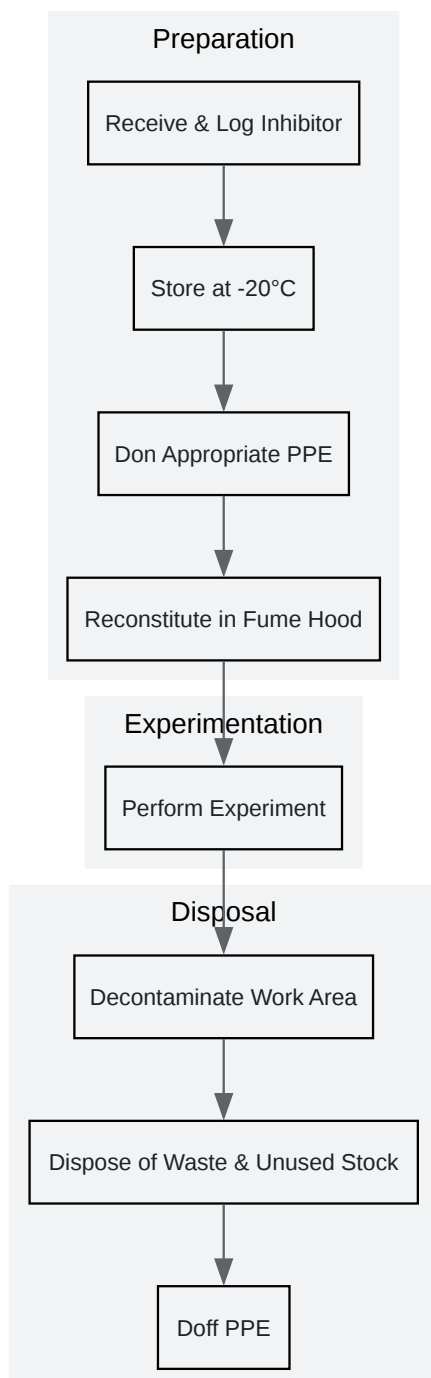 Preparation
Receive & Log Inhibitor
Store at -20°C
Don Appropriate PPE
Reconstitute in Fume Hood
Experimentation
Perform Experiment
Disposal
Decontaminate Work Area
Dispose of Waste & Unused Stock
Doff PPE